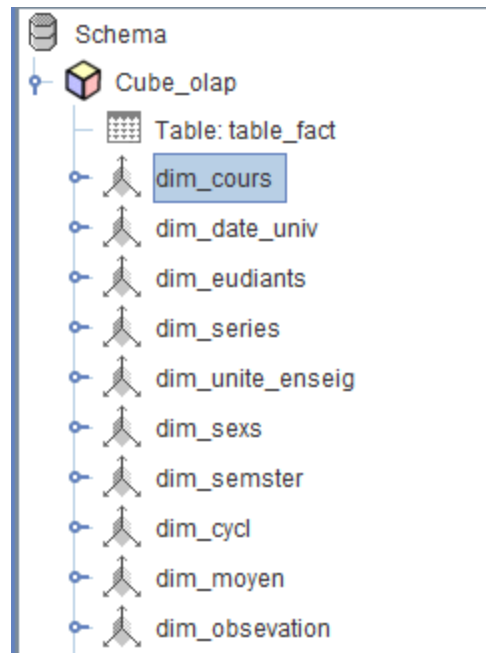 Schema
Cube_olap
Table: table_fact
dim_cours
dim_date_univ
dim_eudiants
dim_series
dim_unite_enseig
dim_sexs
dim_semster
dim_cycl
dim_moyen
dim_obsevation